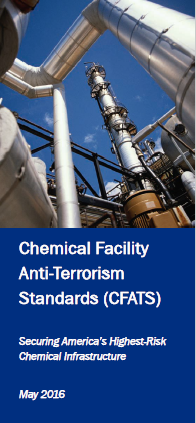 Chemical Facility
Anti-Terrorism
Standards (CFATS)
Securing America's Highest-Risk
Chemical Infrastructure
May 2016